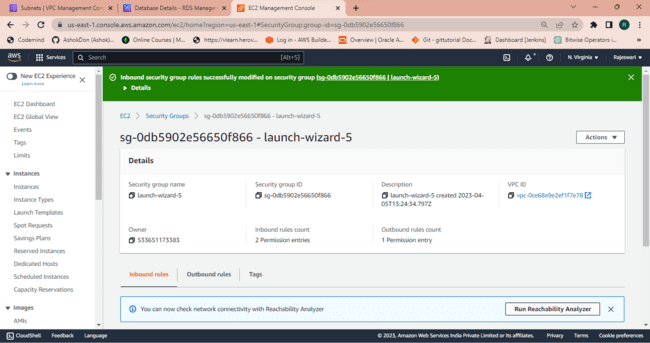 Subnets | VPC Management Con
Database Details - RDS Manager
EC2 Management Console
us-east-1.console.aws.amazon.com/ec2/home?region=us-east-1#SecurityGroup:group-id=sg-0db5902e56650f866
Codemind
AshokDon (AshokD...
Online Courses | M...
https://vlearn.herov...
Log in - AWS Builde...
Overview | Oracle A...
Git - gittutorial Doc...
Dashboard [Jenkins]
Bitwise Operators i...
aws
Services
Search
[Alt+S]
N. Virginia
Rajeswari
New EC2 Experience
Learn more
EC2 Dashboard
EC2 Global View
Events
Tags
Limits
Instances
Instances
Instance Types
Launch Templates
Spot Requests
Savings Plans
Reserved Instances
Dedicated Hosts
Scheduled Instances
Capacity Reservations
Images
AMIs
Inbound security group rules successfully modified on security group (sg-0db5902e56650f866 | launch-wizard-5)
Details
EC2 > Security Groups > sg-0db5902e56650f866 - launch-wizard-5
sg-0db5902e56650f866 - launch-wizard-5
Actions
Details
Security group name
launch-wizard-5
Security group ID
sg-0db5902e56650f866
Description
launch-wizard-5 created 2023-04-
05T13:24:54.797Z
VPC ID
vpc-0ce68e9e2ef1f7e78
Owner
533651173383
Inbound rules count
2 Permission entries
Outbound rules count
1 Permission entry
Inbound rules
Outbound rules
Tags
You can now check network connectivity with Reachability Analyzer
Run Reachability Analyzer
CloudShell
Feedback
Language
© 2023, Amazon Web Services India Private Limited or its affiliates.
Privacy
Terms
Cookie preferences